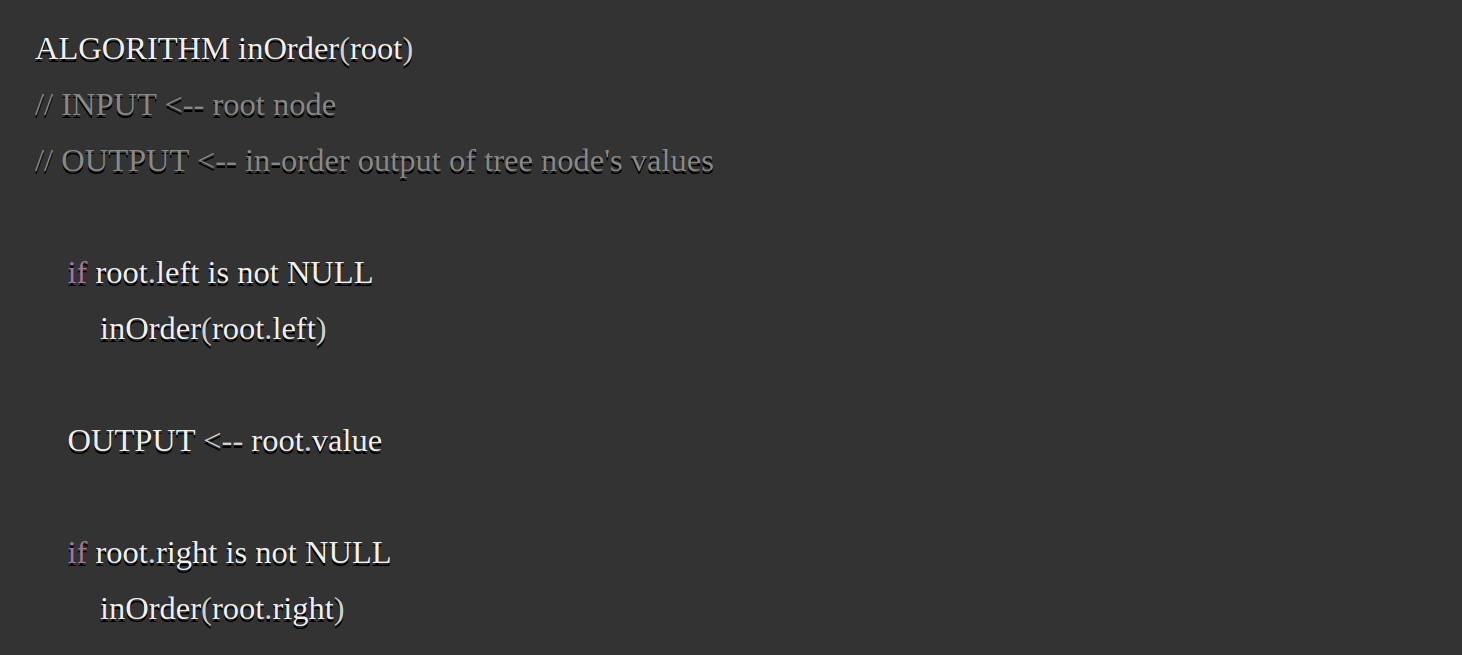 ALGORITHM inOrder(root)
// INPUT <-- root node
// OUTPUT <-- in-order output of tree node's values
if root.left is not NULL
inOrder(root.left)
OUTPUT <-- root.value
if root.right is not NULL
inOrder(root.right)